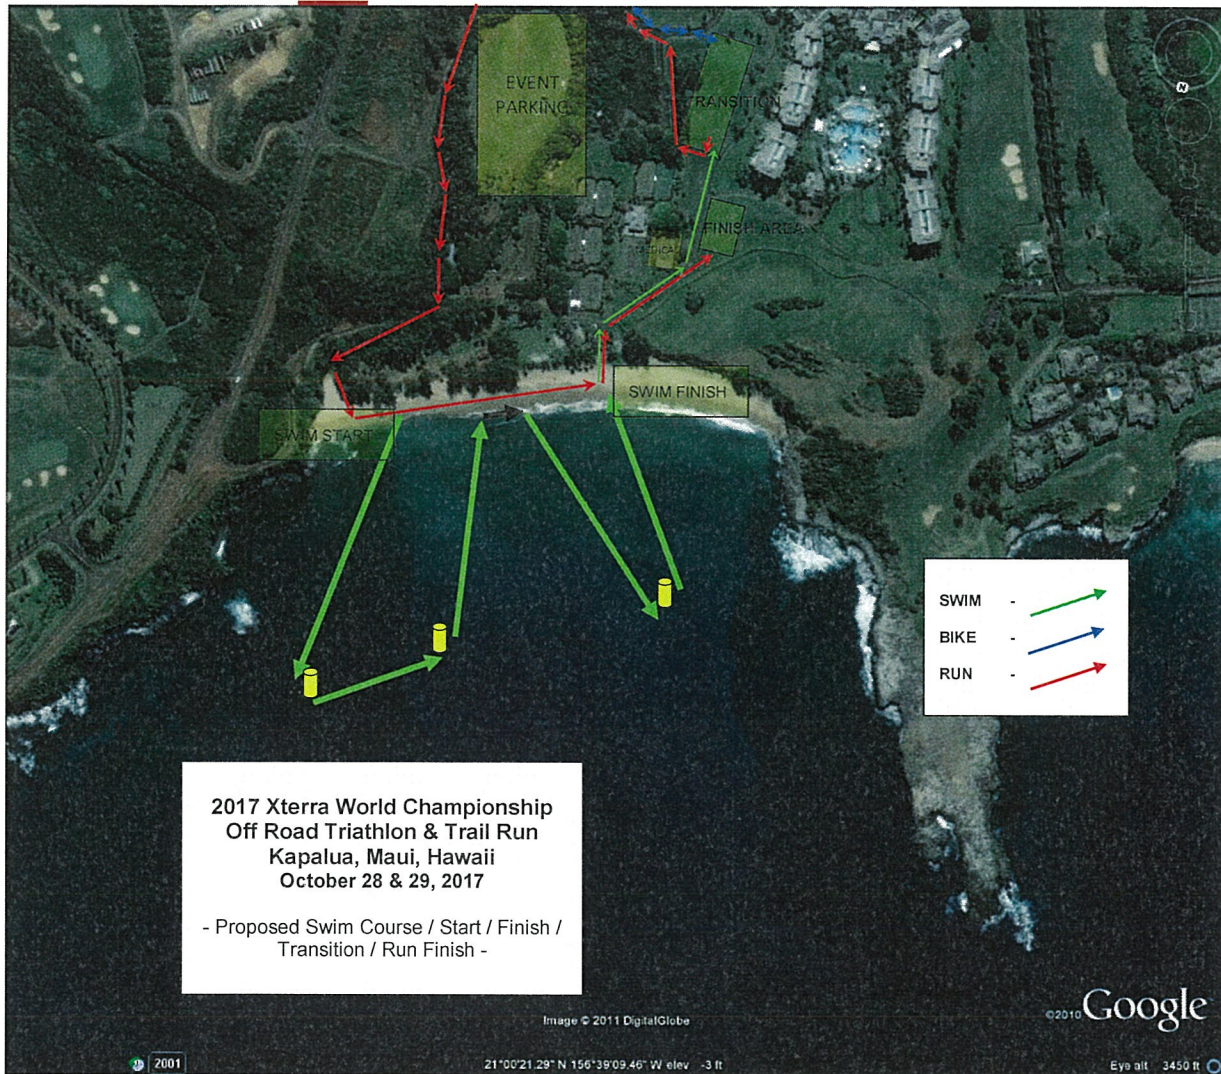 EVENT
PARKING
TRANSITION
FINISH AREA
SWIM FINISH
SWIM START
N
SWIM -
BIKE -
RUN -
2017 Xterra World Championship
Off Road Triathlon & Trail Run
Kapalua, Maui, Hawaii
October 28 & 29, 2017
- Proposed Swim Course / Start / Finish /
Transition / Run Finish -
©2010 Google
Image © 2011 DigitalGlobe
2001
21°00'21.29" N 156°39'09.46" W elev -3 ft
Eye alt 3450 ft